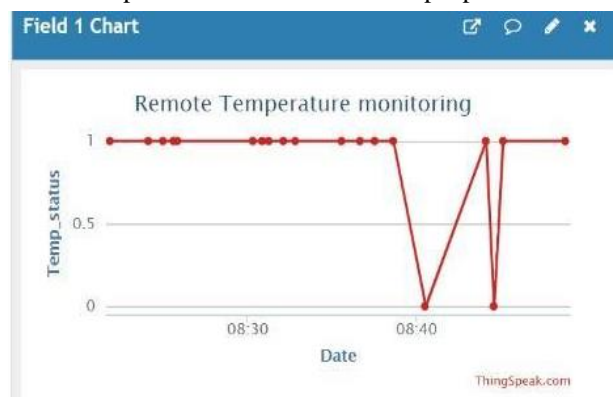 Field 1 Chart
Remote Temperature monitoring
1
0.5
0
Temp_status
08:30
08:40
Date
ThingSpeak.com